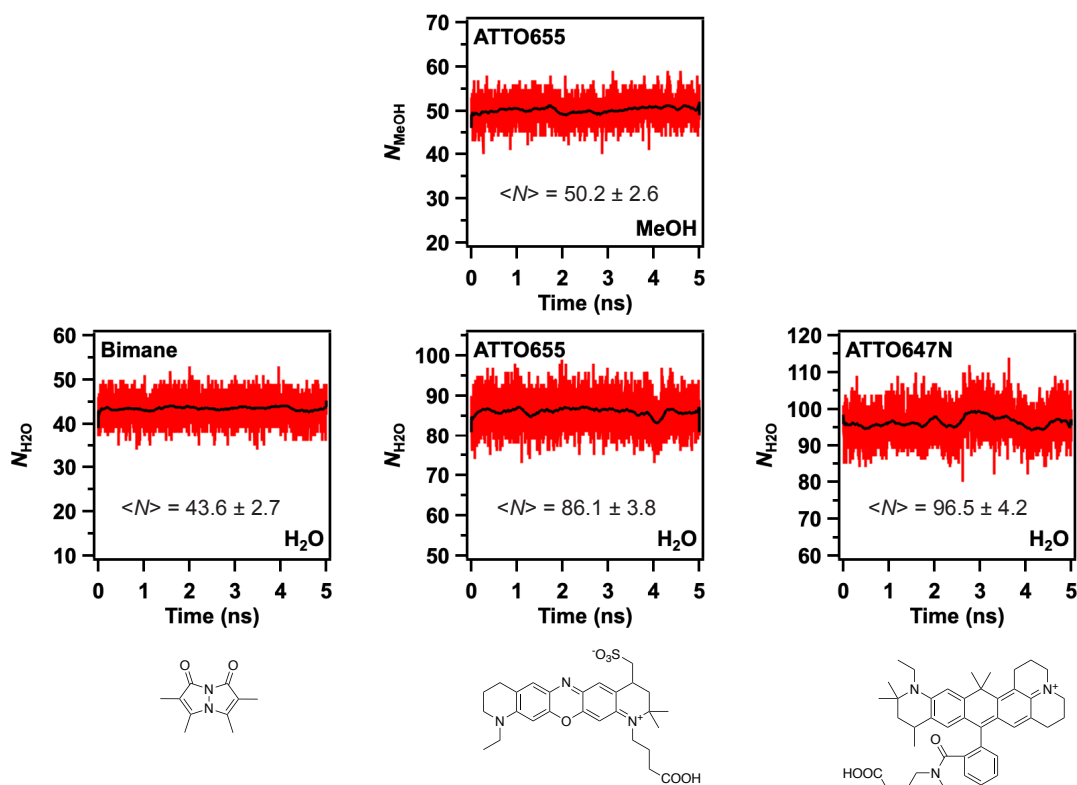 70
ATTO655
60
50
40
30
20
N_MeOH
<N> = 50.2 ± 2.6
MeOH
0 1 2 3 4 5
Time (ns)
60
Bimane
50
40
30
20
10
N_H2O
<N> = 43.6 ± 2.7
H₂O
0 1 2 3 4 5
Time (ns)
100
ATTO655
90
80
70
60
50
N_H2O
<N> = 86.1 ± 3.8
H₂O
0 1 2 3 4 5
Time (ns)
120
ATTO647N
110
100
90
80
70
60
N_H2O
<N> = 96.5 ± 4.2
H₂O
0 1 2 3 4 5
Time (ns)
O O
N
N
⁻O₃S
N
N
O
N⁺
COOH
N
N⁺
O
N
HOOC